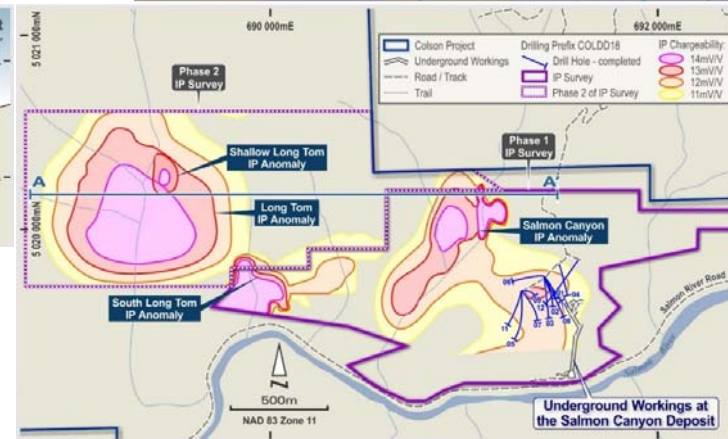 690 000mE
692 000mE
5 021 000mN
5 020 000mN
Colson Project
Underground Workings
Road / Track
Trail
Drilling Prefix COLDD18
Drill Hole - completed
IP Survey
Phase 2 of IP Survey
IP Chargeability:
14mV/V
13mV/V
12mV/V
11mV/V
Phase 2
IP Survey
Phase 1
IP Survey
Shallow Long Tom
IP Anomaly
A
A
Long Tom
IP Anomaly
Salmon Canyon
IP Anomaly
South Long Tom
IP Anomaly
Salmon River Road
Salmon River
N
500m
NAD 83 Zone 11
Underground Workings at
the Salmon Canyon Deposit